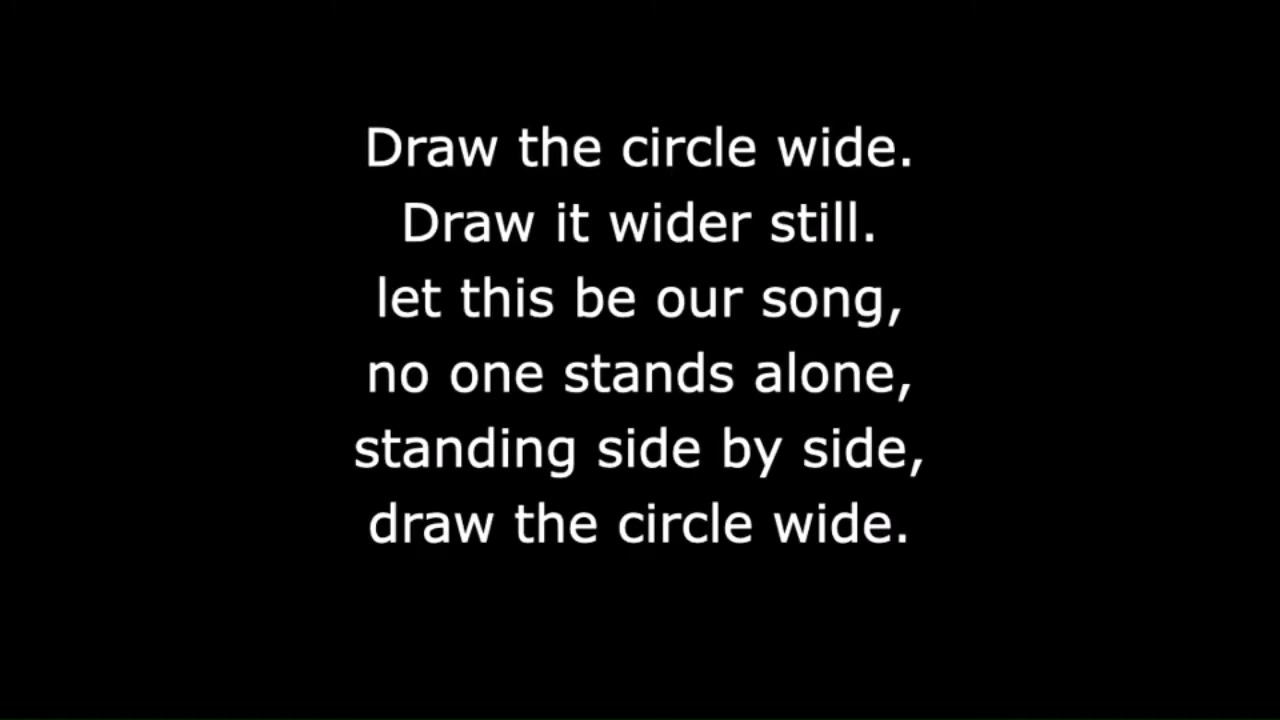 Draw the circle wide.
Draw it wider still.
let this be our song,
no one stands alone,
standing side by side,
draw the circle wide.